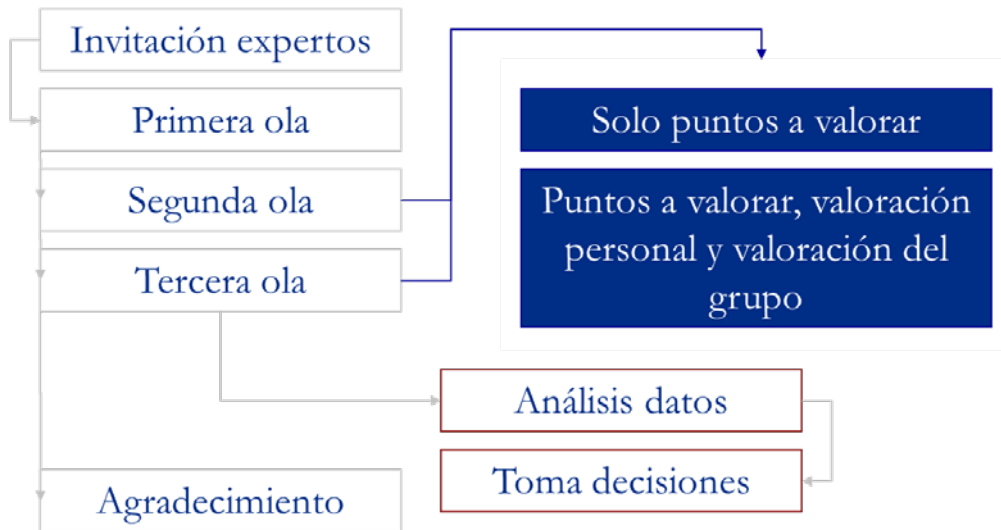 Invitación expertos
Primera ola
Segunda ola
Tercera ola
Solo puntos a valorar
Puntos a valorar, valoración
personal y valoración del
grupo
Análisis datos
Toma decisiones
Agradecimiento